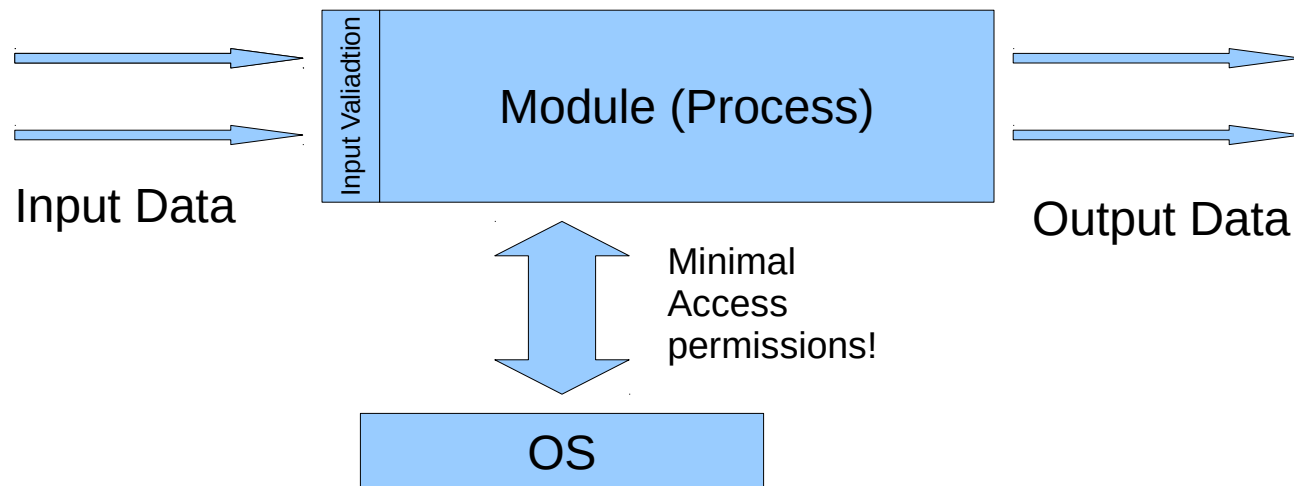 Input Valiadtion
Module (Process)
Input Data
Output Data
Minimal
Access
permissions!
OS